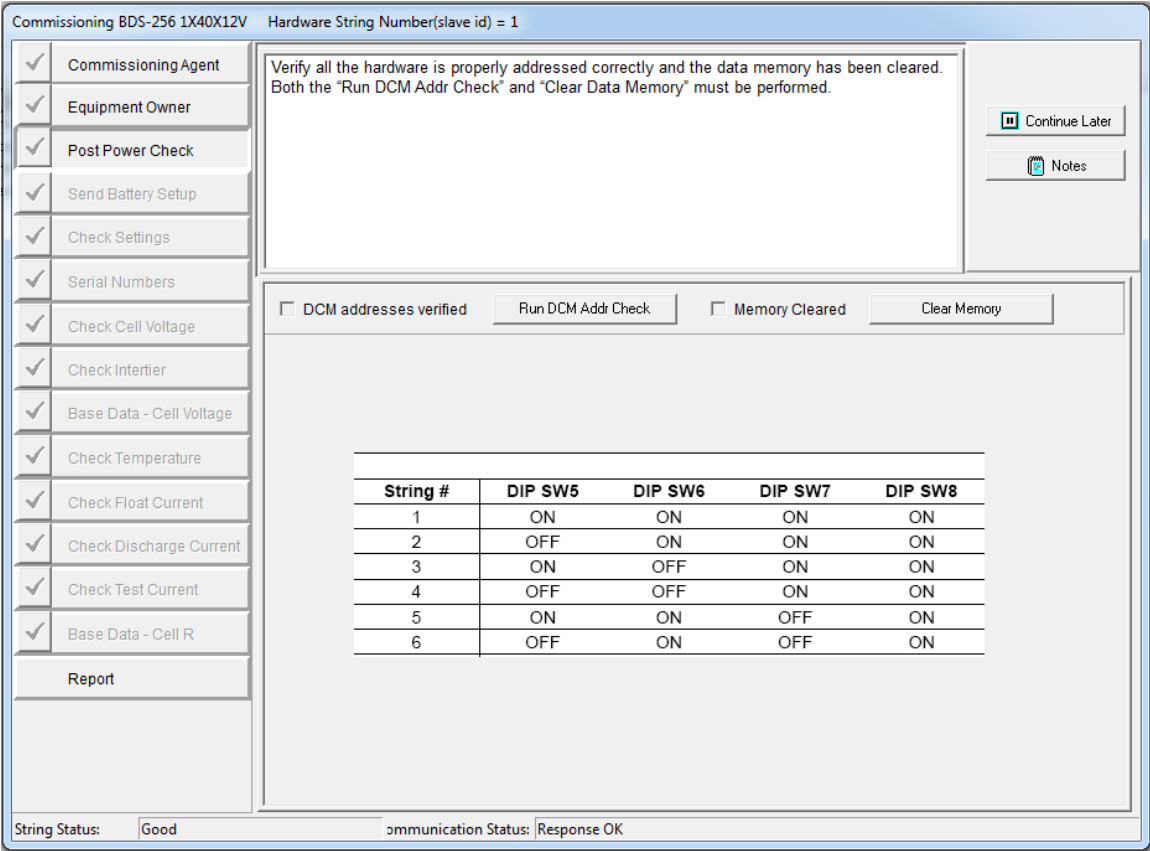 Commissioning BDS-256 1X40X12V Hardware String Number(slave id) = 1
Commissioning Agent
Equipment Owner
Post Power Check
Send Battery Setup
Check Settings
Serial Numbers
Check Cell Voltage
Check Intertier
Base Data - Cell Voltage
Check Temperature
Check Float Current
Check Discharge Current
Check Test Current
Base Data - Cell R
Report
Verify all the hardware is properly addressed correctly and the data memory has been cleared.
Both the “Run DCM Addr Check” and “Clear Data Memory” must be performed.
Continue Later
Notes
DCM addresses verified Run DCM Addr Check Memory Cleared Clear Memory
String # DIP SW5 DIP SW6 DIP SW7 DIP SW8
1 ON ON ON ON
2 OFF ON ON ON
3 ON OFF ON ON
4 OFF OFF ON ON
5 ON ON OFF ON
6 OFF ON OFF ON
String Status: Good ommunication Status: Response OK